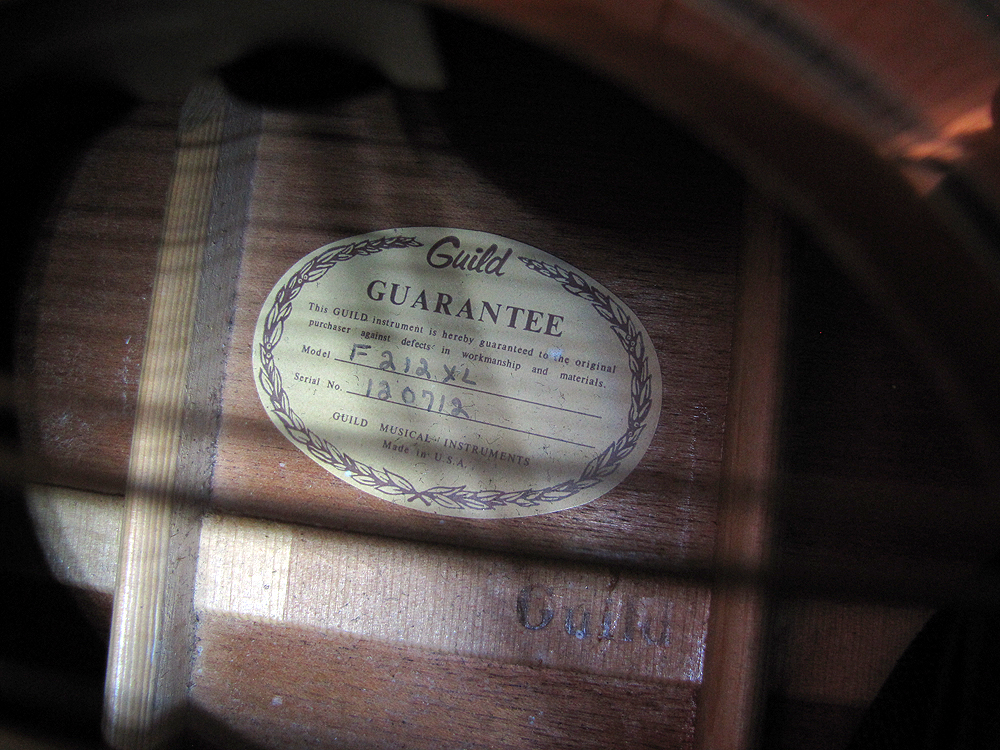 Guild
GUARANTEE
This GUILD instrument is hereby guaranteed to the original
purchaser against defects in workmanship and materials.
Model F212XL
Serial No. 120712
GUILD MUSICAL INSTRUMENTS
Made in U.S.A.
Guild